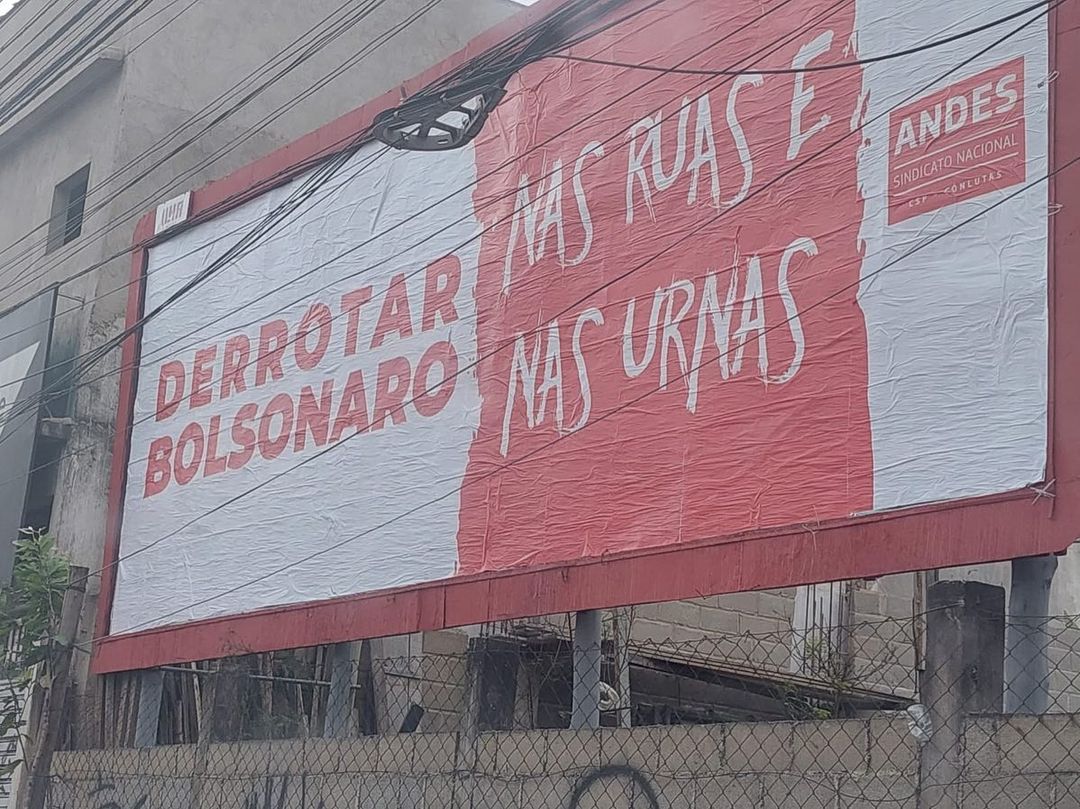 DERROTAR
BOLSONARO
NAS RUAS E
NAS URNAS
ANDES
SINDICATO NACIONAL
CSP - CONLUTAS